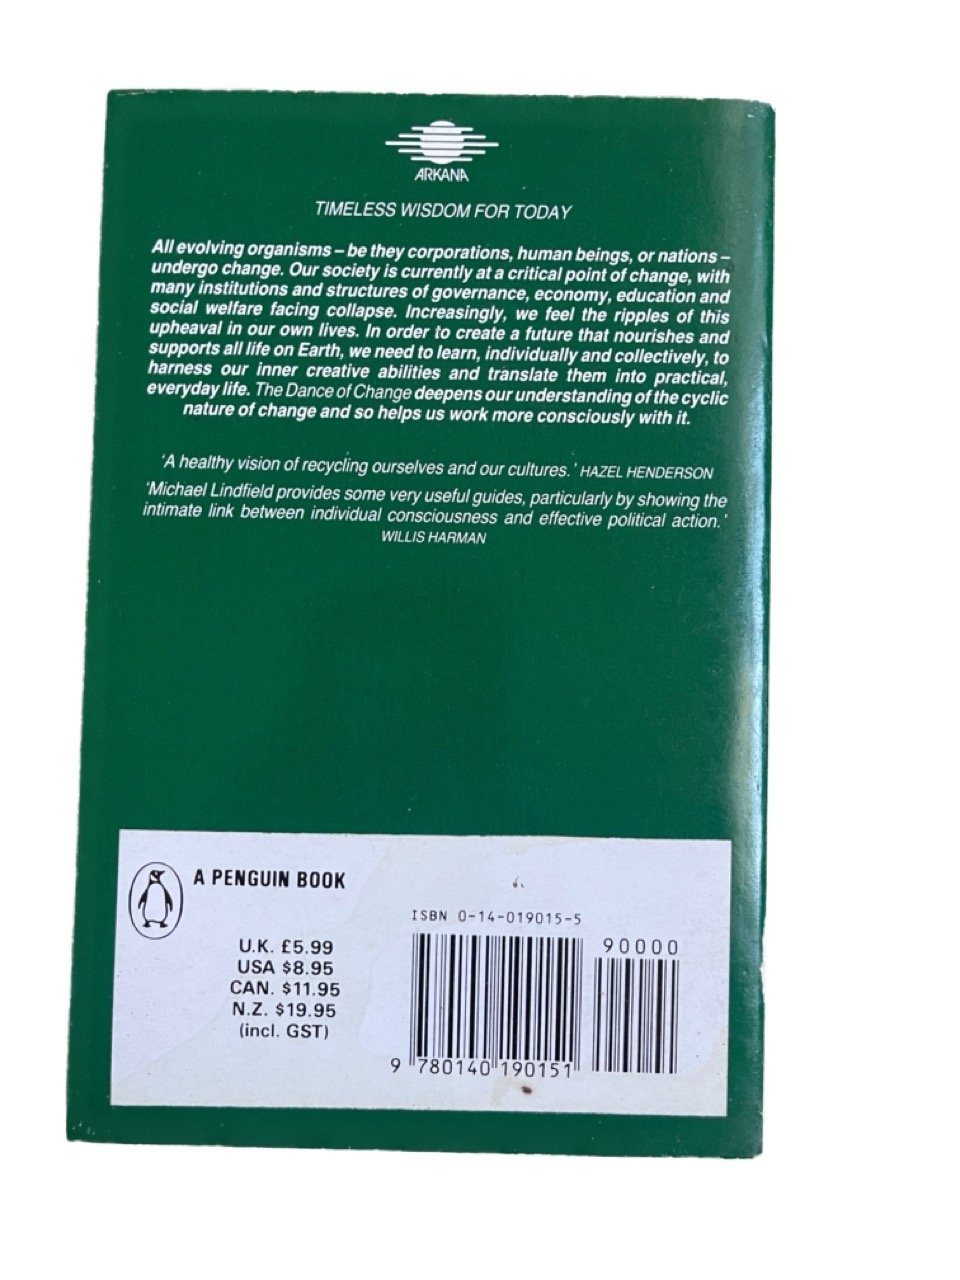 ARKANA
TIMELESS WISDOM FOR TODAY
All evolving organisms – be they corporations, human beings, or nations –
undergo change. Our society is currently at a critical point of change, with
many institutions and structures of governance, economy, education and
social welfare facing collapse. Increasingly, we feel the ripples of this
upheaval in our own lives. In order to create a future that nourishes and
supports all life on Earth, we need to learn, individually and collectively, to
harness our inner creative abilities and translate them into practical,
everyday life. The Dance of Change deepens our understanding of the cyclic
nature of change and so helps us work more consciously with it.
‘A healthy vision of recycling ourselves and our cultures.’ HAZEL HENDERSON
‘Michael Lindfield provides some very useful guides, particularly by showing the
intimate link between individual consciousness and effective political action.’
WILLIS HARMAN
A PENGUIN BOOK
U.K. £5.99
USA $8.95
CAN. $11.95
N.Z. $19.95
(incl. GST)
ISBN 0-14-019015-5
90000
9 780140 190151